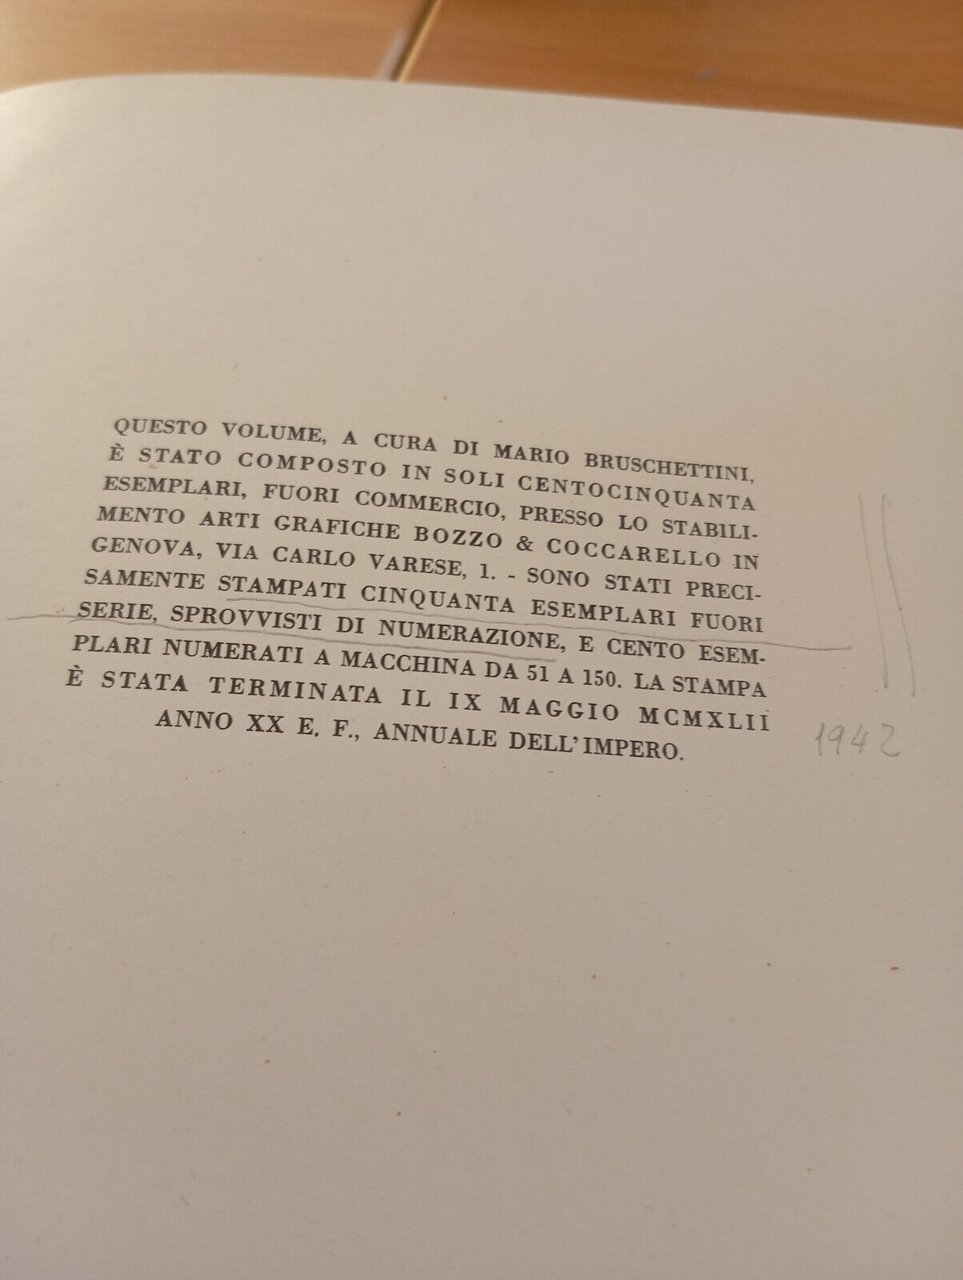 QUESTO VOLUME, A CURA DI MARIO BRUSCHETTINI,
È STATO COMPOSTO IN SOLI CENTOCINQUANTA
ESEMPLARI, FUORI COMMERCIO, PRESSO LO STABILI-
MENTO ARTI GRAFICHE BOZZO & COCCARELLO IN
GENOVA, VIA CARLO VARESE, 1. - SONO STATI PRECI-
SAMENTE STAMPATI CINQUANTA ESEMPLARI FUORI
SERIE, SPROVVISTI DI NUMERAZIONE, E CENTO ESEM-
PLARI NUMERATI A MACCHINA DA 51 A 150. LA STAMPA
È STATA TERMINATA IL IX MAGGIO MCMXLII
ANNO XX E. F., ANNUALE DELL'IMPERO.
1942